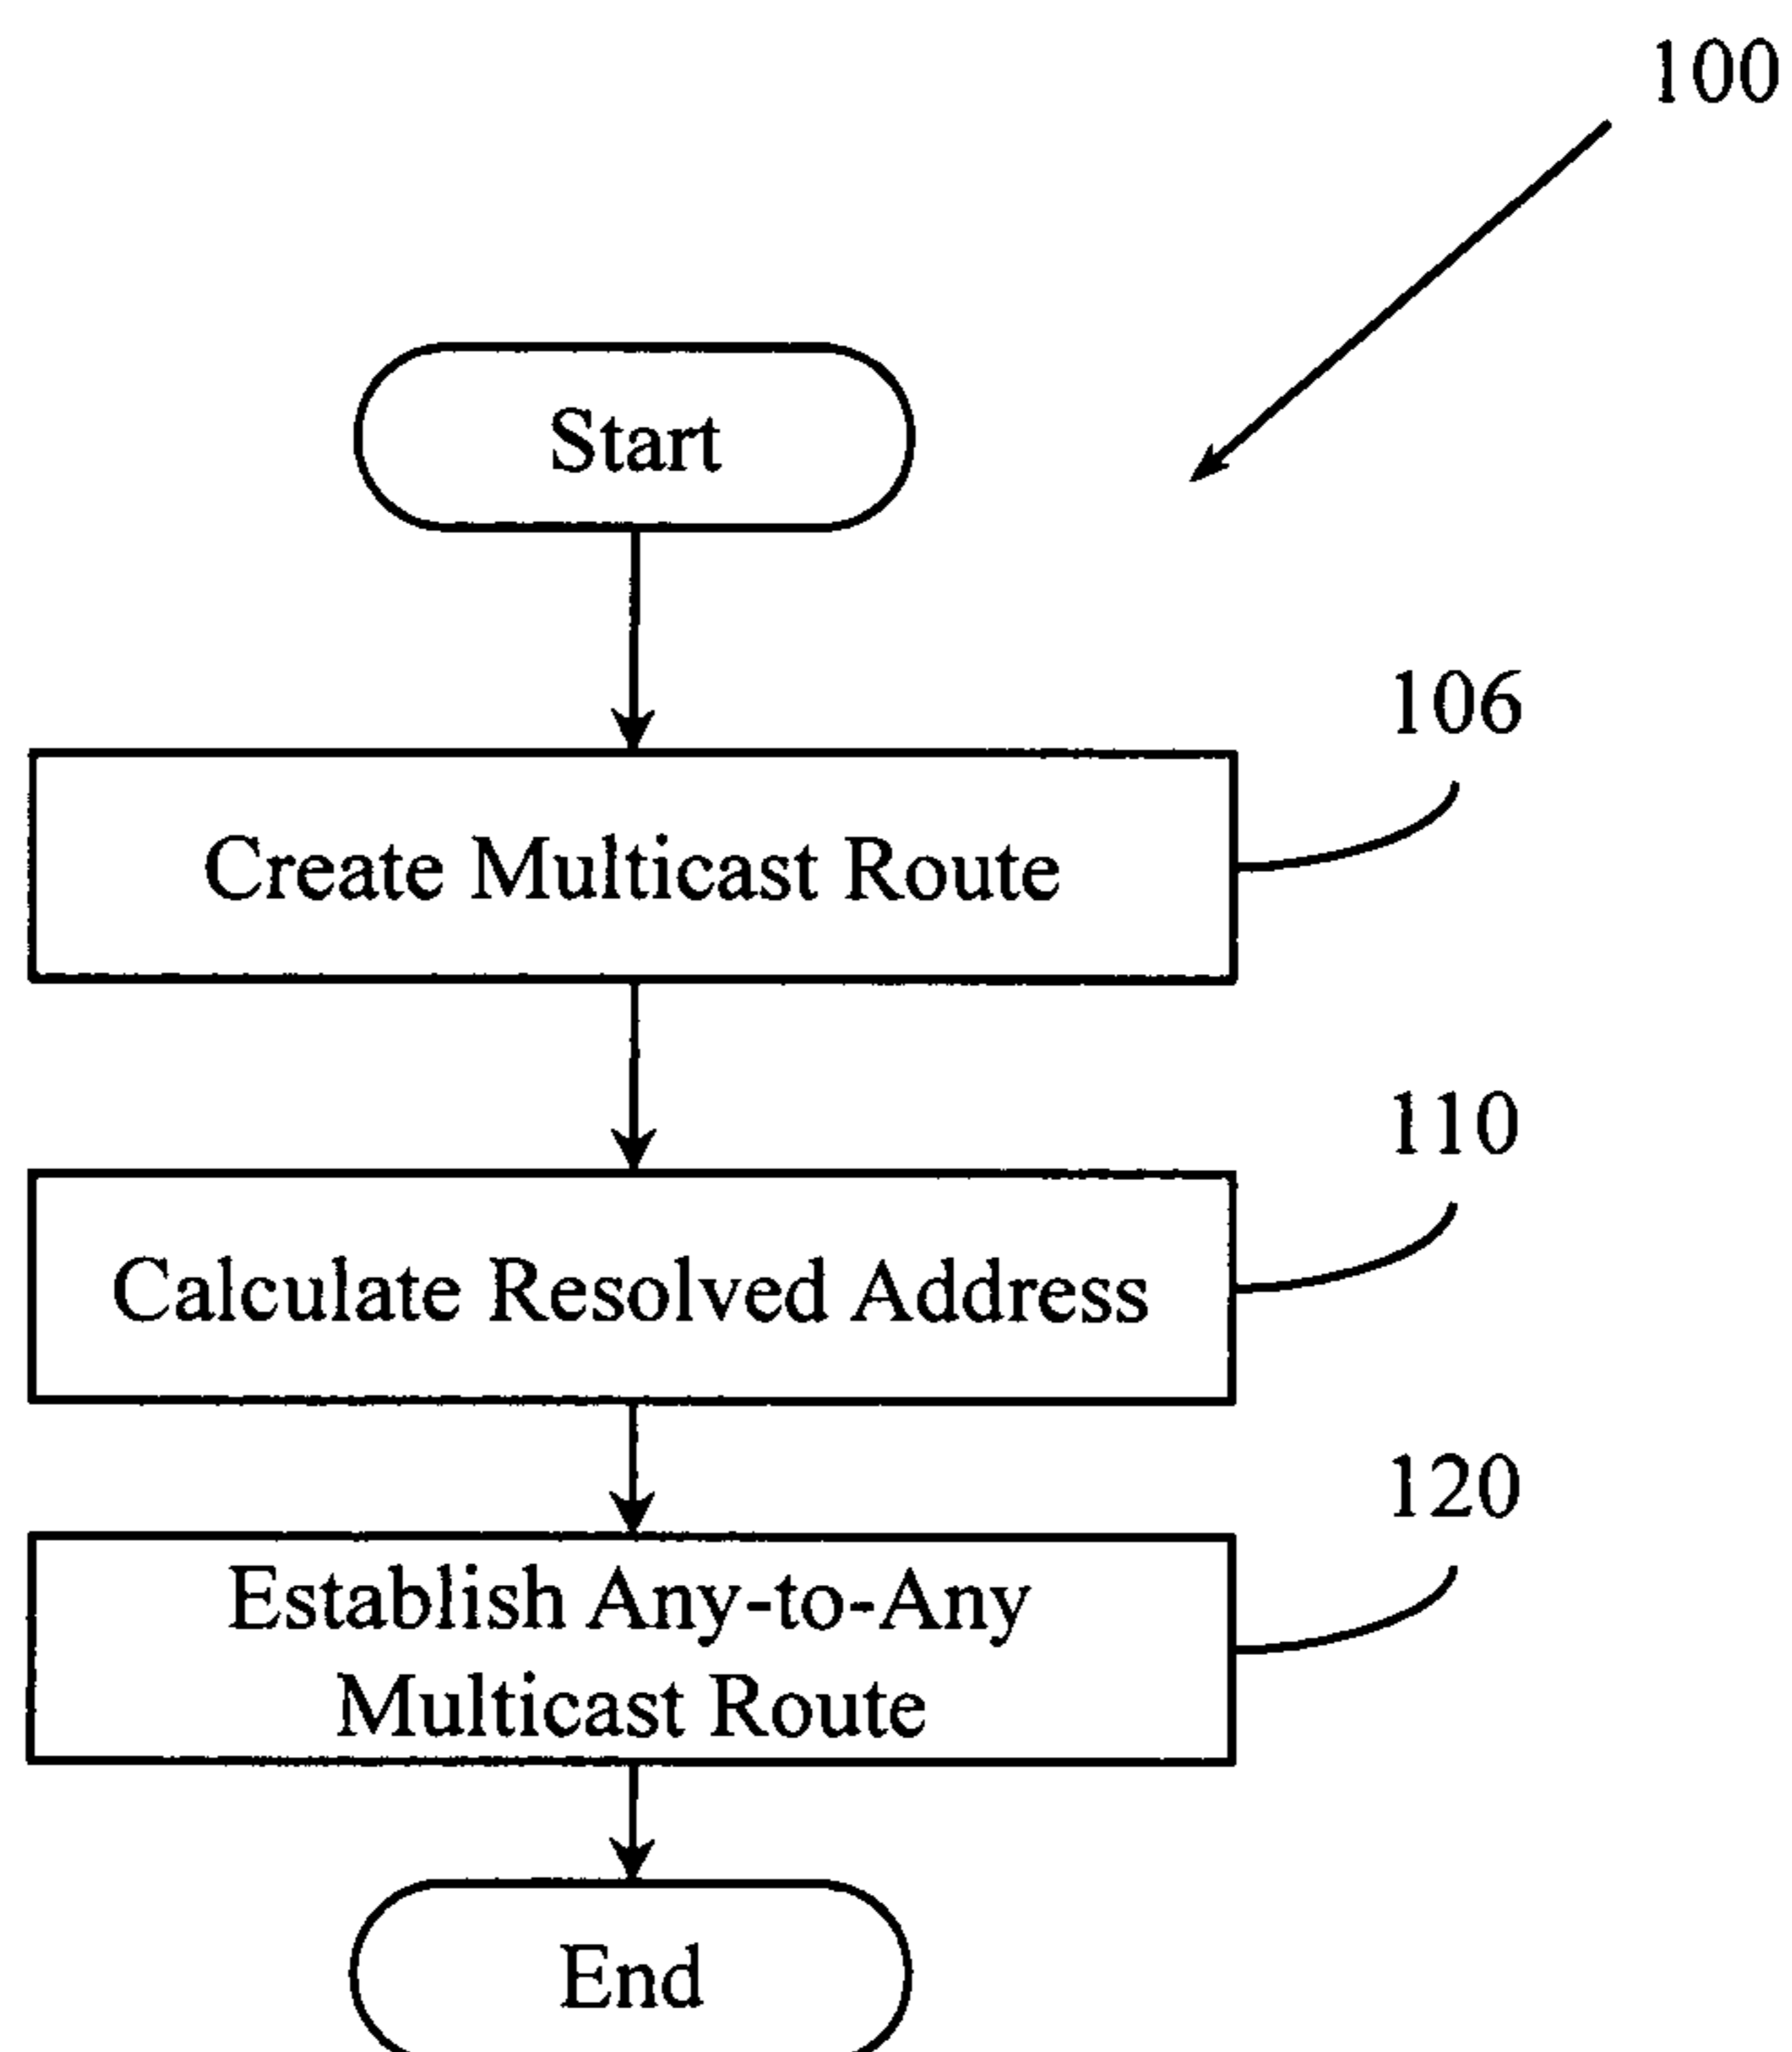 100
Start
106
Create Multicast Route
110
Calculate Resolved Address
120
Establish Any-to-Any
Multicast Route
End